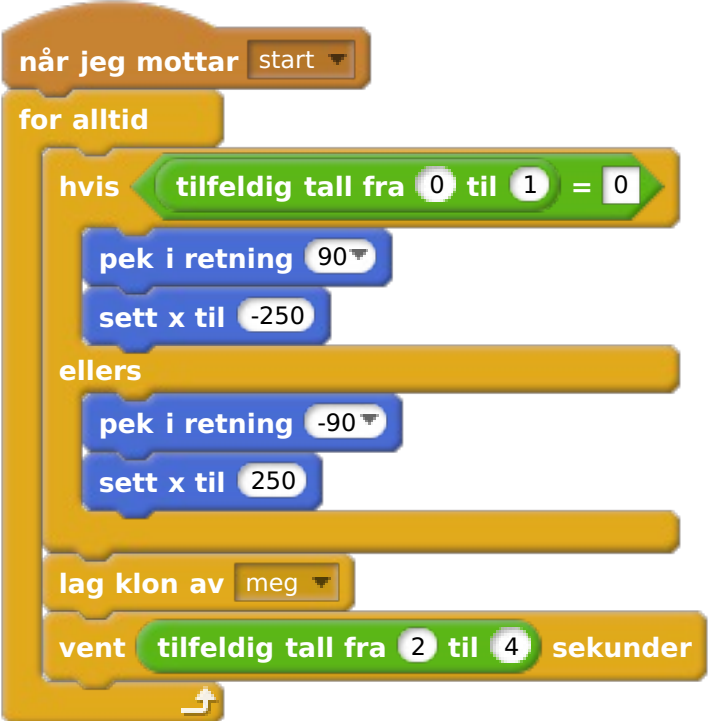 når jeg mottar start
for alltid
hvis tilfeldig tall fra 0 til 1 = 0
pek i retning 90
sett x til -250
ellers
pek i retning -90
sett x til 250
lag klon av meg
vent tilfeldig tall fra 2 til 4 sekunder